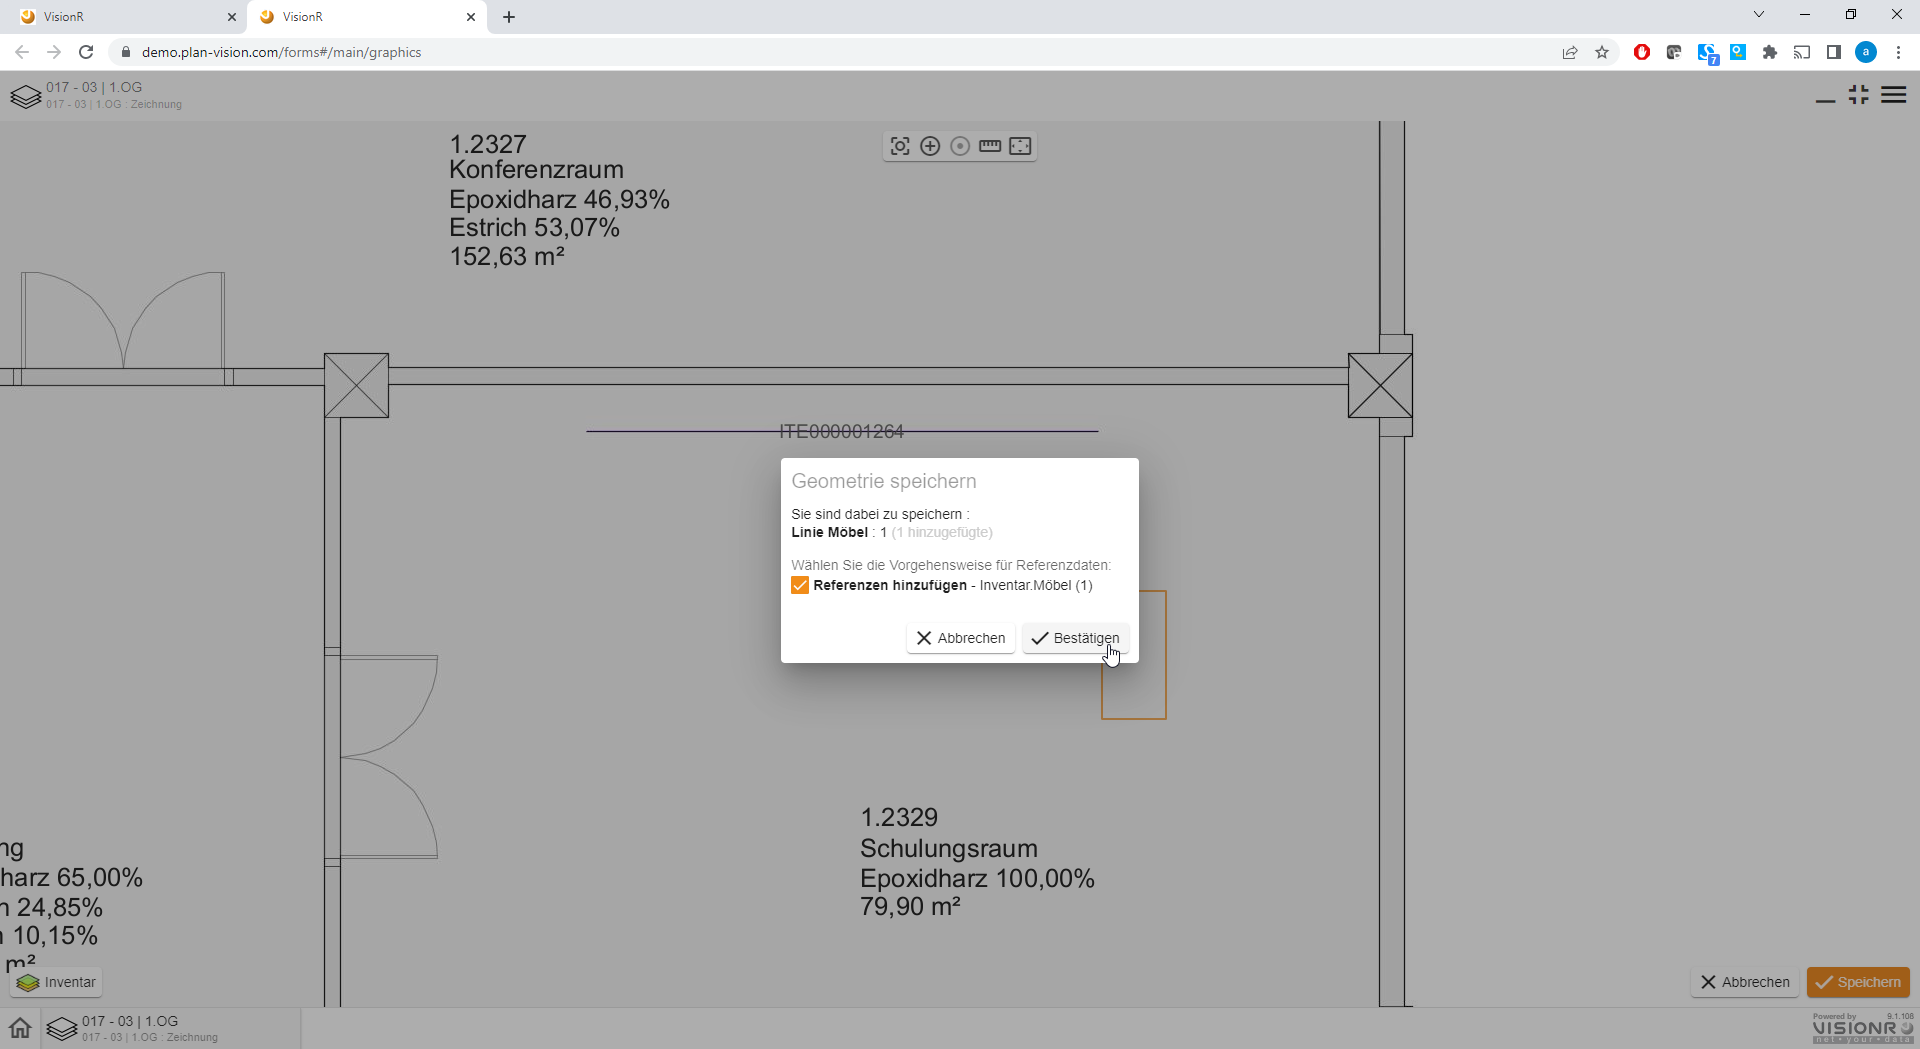 VisionR
VisionR
demo.plan-vision.com/forms#/main/graphics
7
a
017 - 03 | 1.OG
017 - 03 | 1.OG : Zeichnung
1.2327
Konferenzraum
Epoxidharz 46,93%
Estrich 53,07%
152,63 m²
ITE000001264
Geometrie speichern
Sie sind dabei zu speichern :
Linie Möbel : 1 (1 hinzugefügte)
Wählen Sie die Vorgehensweise für Referenzdaten:
Referenzen hinzufügen - Inventar.Möbel (1)
Abbrechen
Bestätigen
1.2329
Schulungsraum
Epoxidharz 100,00%
79,90 m²
ng
harz 65,00%
n 24,85%
10,15%
m²
Inventar
Abbrechen
Speichern
017 - 03 | 1.OG
017 - 03 | 1.OG : Zeichnung
Powered by 9.1.108
VISIONR
net • your • data